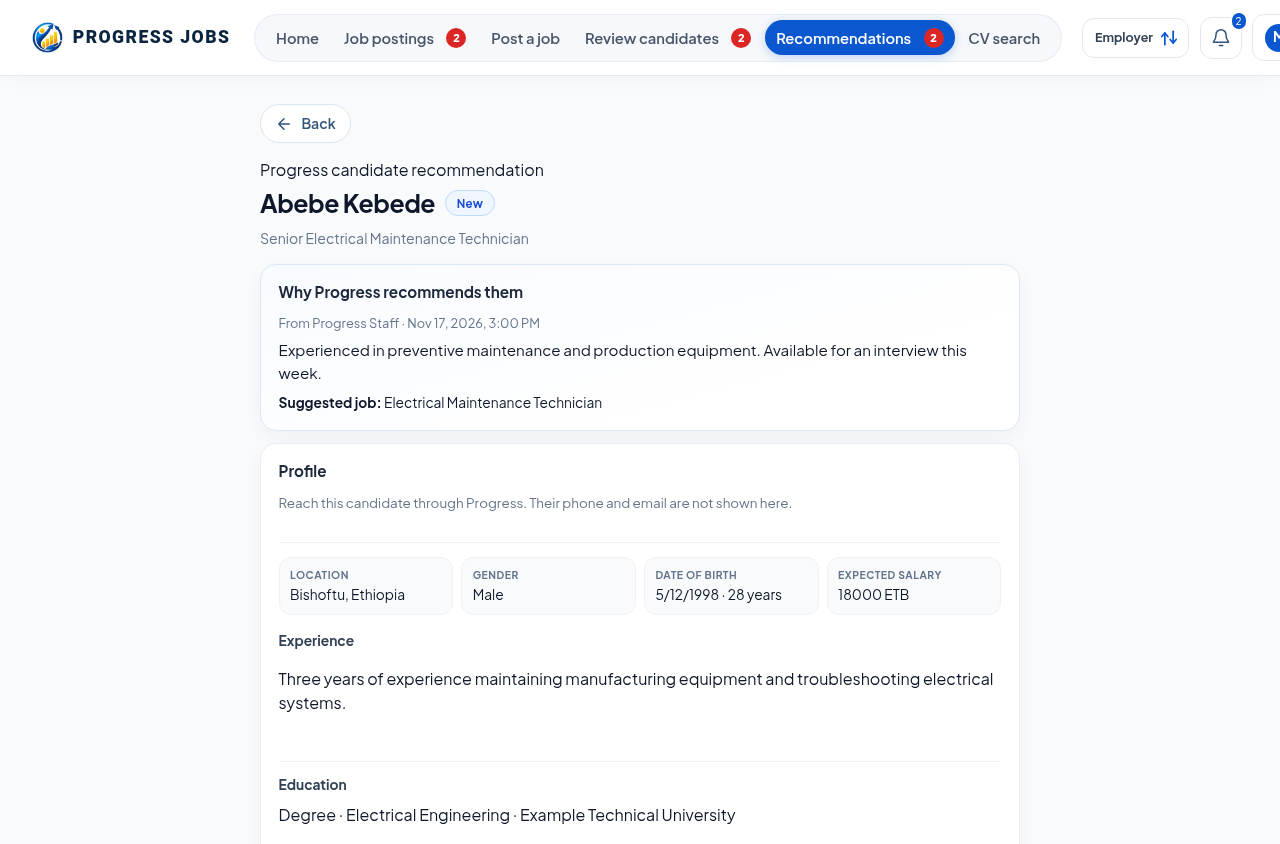 PROGRESS JOBS
Home
Job postings 2
Post a job
Review candidates 2
Recommendations 2
CV search
Employer
2
Back
Progress candidate recommendation
Abebe Kebede New
Senior Electrical Maintenance Technician
Why Progress recommends them
From Progress Staff · Nov 17, 2026, 3:00 PM
Experienced in preventive maintenance and production equipment. Available for an interview this
week.
Suggested job: Electrical Maintenance Technician
Profile
Reach this candidate through Progress. Their phone and email are not shown here.
LOCATION
Bishoftu, Ethiopia
GENDER
Male
DATE OF BIRTH
5/12/1998 · 28 years
EXPECTED SALARY
18000 ETB
Experience
Three years of experience maintaining manufacturing equipment and troubleshooting electrical
systems.
Education
Degree · Electrical Engineering · Example Technical University